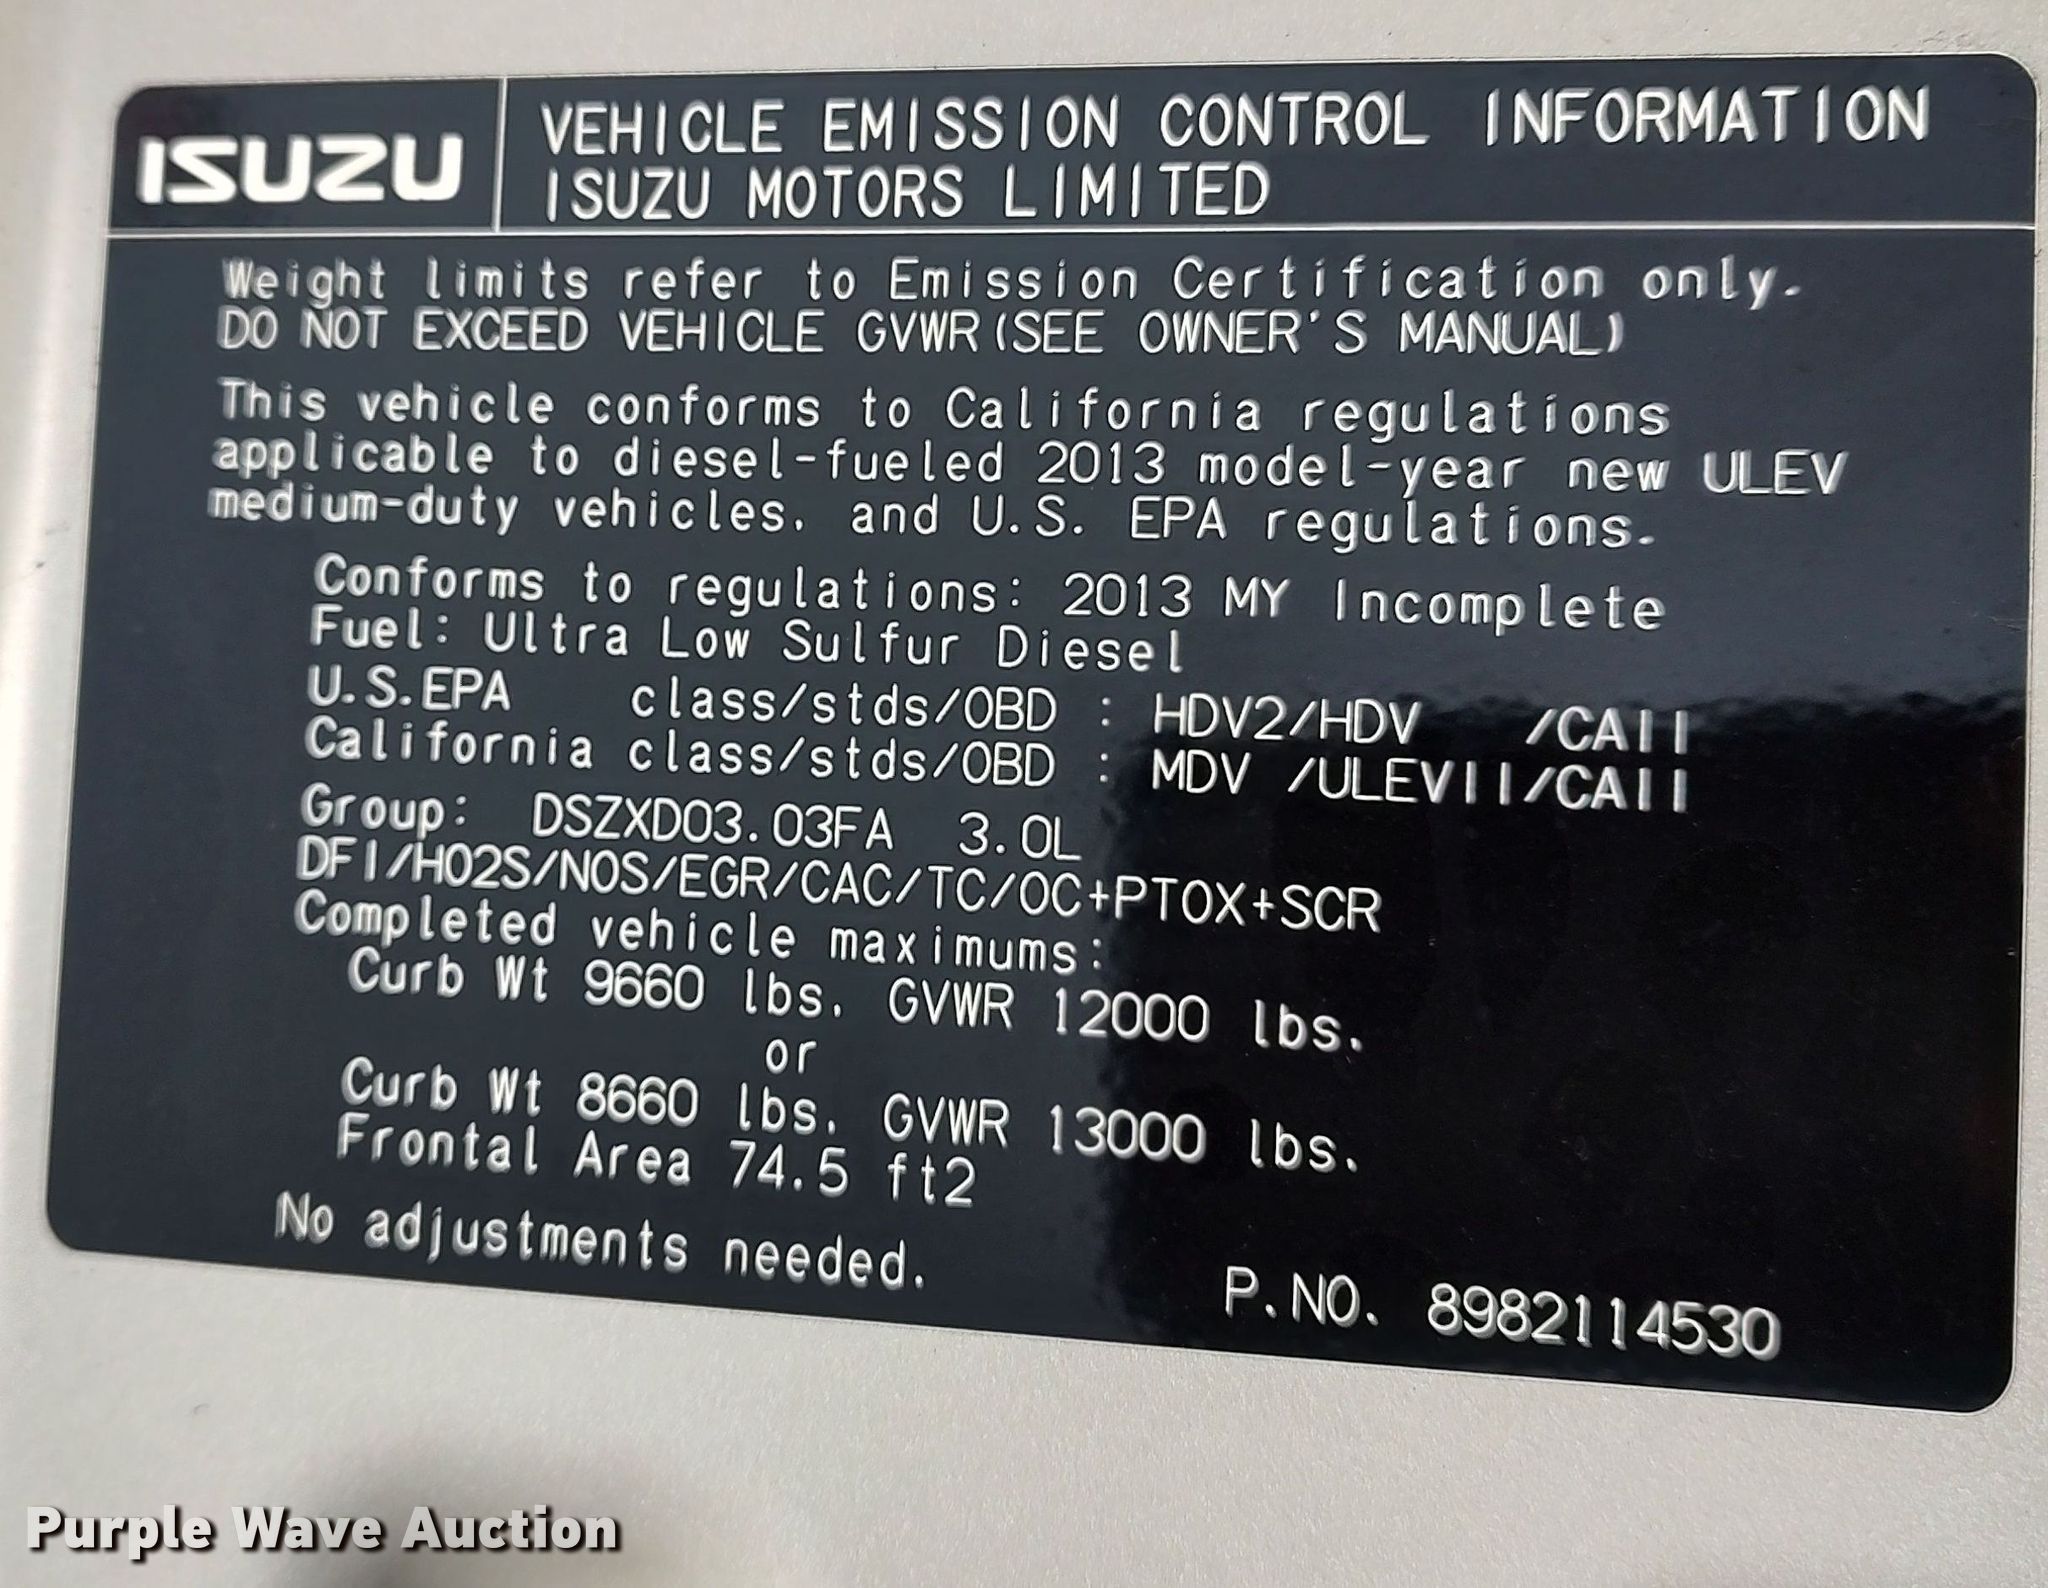 ISUZU
VEHICLE EMISSION CONTROL INFORMATION
ISUZU MOTORS LIMITED
Weight limits refer to Emission Certification only.
DO NOT EXCEED VEHICLE GVWR(SEE OWNER'S MANUAL)
This vehicle conforms to California regulations
applicable to diesel-fueled 2013 model-year new ULEV
medium-duty vehicles, and U.S. EPA regulations.
Conforms to regulations: 2013 MY Incomplete
Fuel: Ultra Low Sulfur Diesel
U.S.EPA class/stds/OBD : HDV2/HDV /CAII
California class/stds/OBD : MDV /ULEVII/CAII
Group: DSZXD03.03FA 3.0L
DFI/HO2S/NOS/EGR/CAC/TC/OC+PTOX+SCR
Completed vehicle maximums:
Curb Wt 9660 lbs, GVWR 12000 lbs.
or
Curb Wt 8660 lbs, GVWR 13000 lbs.
Frontal Area 74.5 ft2
No adjustments needed.
P.NO. 8982114530
Purple Wave Auction